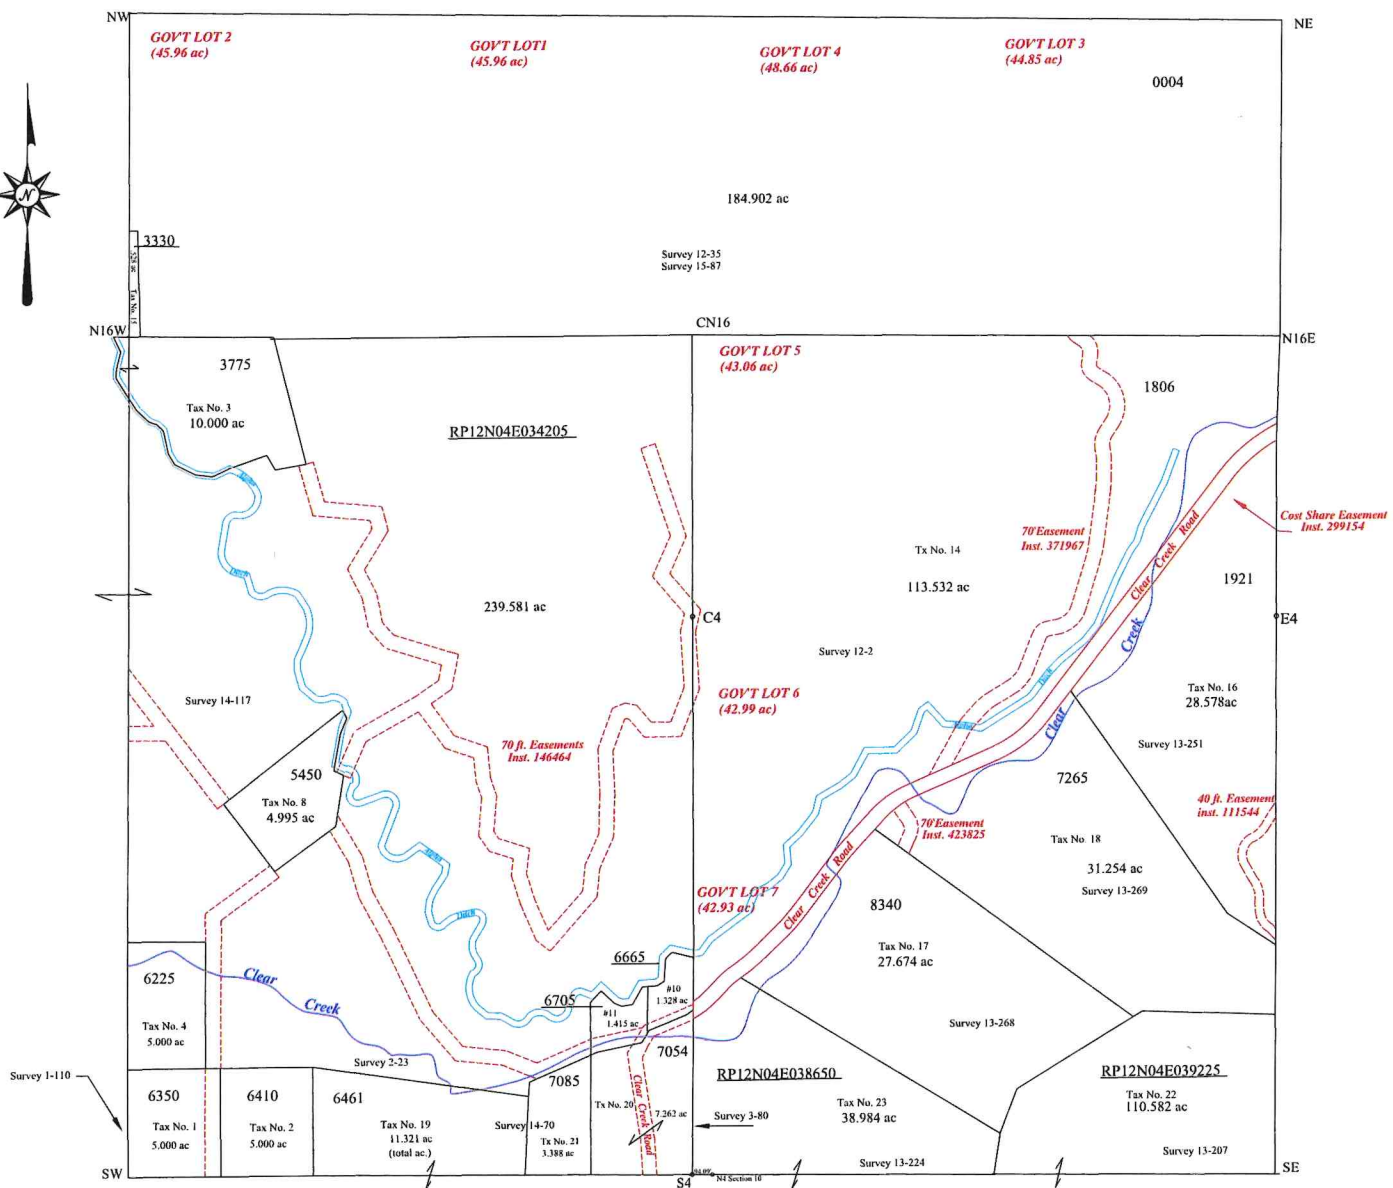 NW
NE
GOV'T LOT 2
(45.96 ac)
GOV'T LOT1
(45.96 ac)
GOV'T LOT 4
(48.66 ac)
GOV'T LOT 3
(44.85 ac)
0004
N
184.902 ac
3330
.528 ac
Tax No. 15
Survey 12-35
Survey 15-87
N16W
CN16
N16E
GOV'T LOT 5
(43.06 ac)
3775
1806
Tax No. 3
10.000 ac
RP12N04E034205
Ditch
Cost Share Easement
Inst. 299154
70'Easement
Inst. 371967
Clear Creek Road
Tx No. 14
113.532 ac
1921
Ditch
239.581 ac
C4
E4
Creek
Survey 12-2
Survey 14-117
GOV'T LOT 6
(42.99 ac)
Ditch
Tax No. 16
28.578ac
Clear
Survey 13-251
70 ft. Easements
Inst. 146464
5450
Tax No. 8
4.995 ac
7265
40 ft. Easement
inst. 111544
70'Easement
Inst. 423825
Tax No. 18
31.254 ac
Survey 13-269
Clear Creek Road
GOV'T LOT 7
(42.93 ac)
8340
Ditch
Tax No. 17
27.674 ac
6665
6225
Clear
Creek
6705
#10
1.328 ac
#11
1.415 ac
Tax No. 4
5.000 ac
Survey 13-268
7054
Survey 2-23
Survey 1-110
7085
RP12N04E038650
RP12N04E039225
6350
6410
6461
Tax No. 22
110.582 ac
Tax No. 23
38.984 ac
Tx No. 20
7.262 ac
Clear Creek Road
Survey 3-80
Tax No. 1
5.000 ac
Tax No. 2
5.000 ac
Tax No. 19
11.321 ac
(total ac.)
Survey 14-70
Tx No. 21
3.388 ac
Survey 13-207
Survey 13-224
SW
S4
N4 Section 10
SE